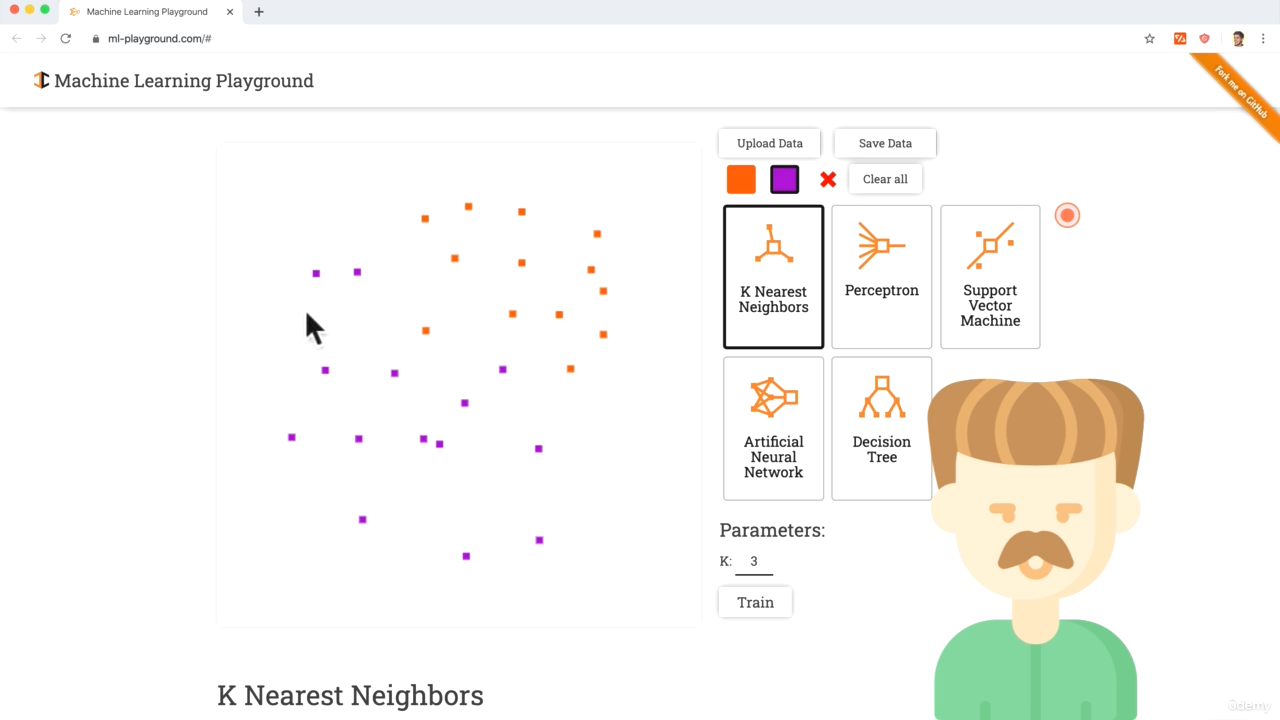 Machine Learning Playground
ml-playground.com/#
Machine Learning Playground
Fork me on GitHub
Upload Data
Save Data
Clear all
K Nearest
Neighbors
Perceptron
Support
Vector
Machine
Artificial
Neural
Network
Decision
Tree
Parameters:
K: 3
Train
K Nearest Neighbors
ûdemy